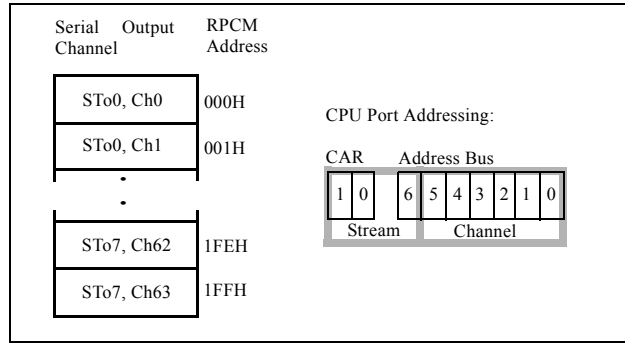 Serial Output Channel
RPCM Address
STo0, Ch0
000H
STo0, Ch1
001H
STo7, Ch62
1FEH
STo7, Ch63
1FFH
CPU Port Addressing:
CAR Address Bus
1 0 6 5 4 3 2 1 0
Stream Channel